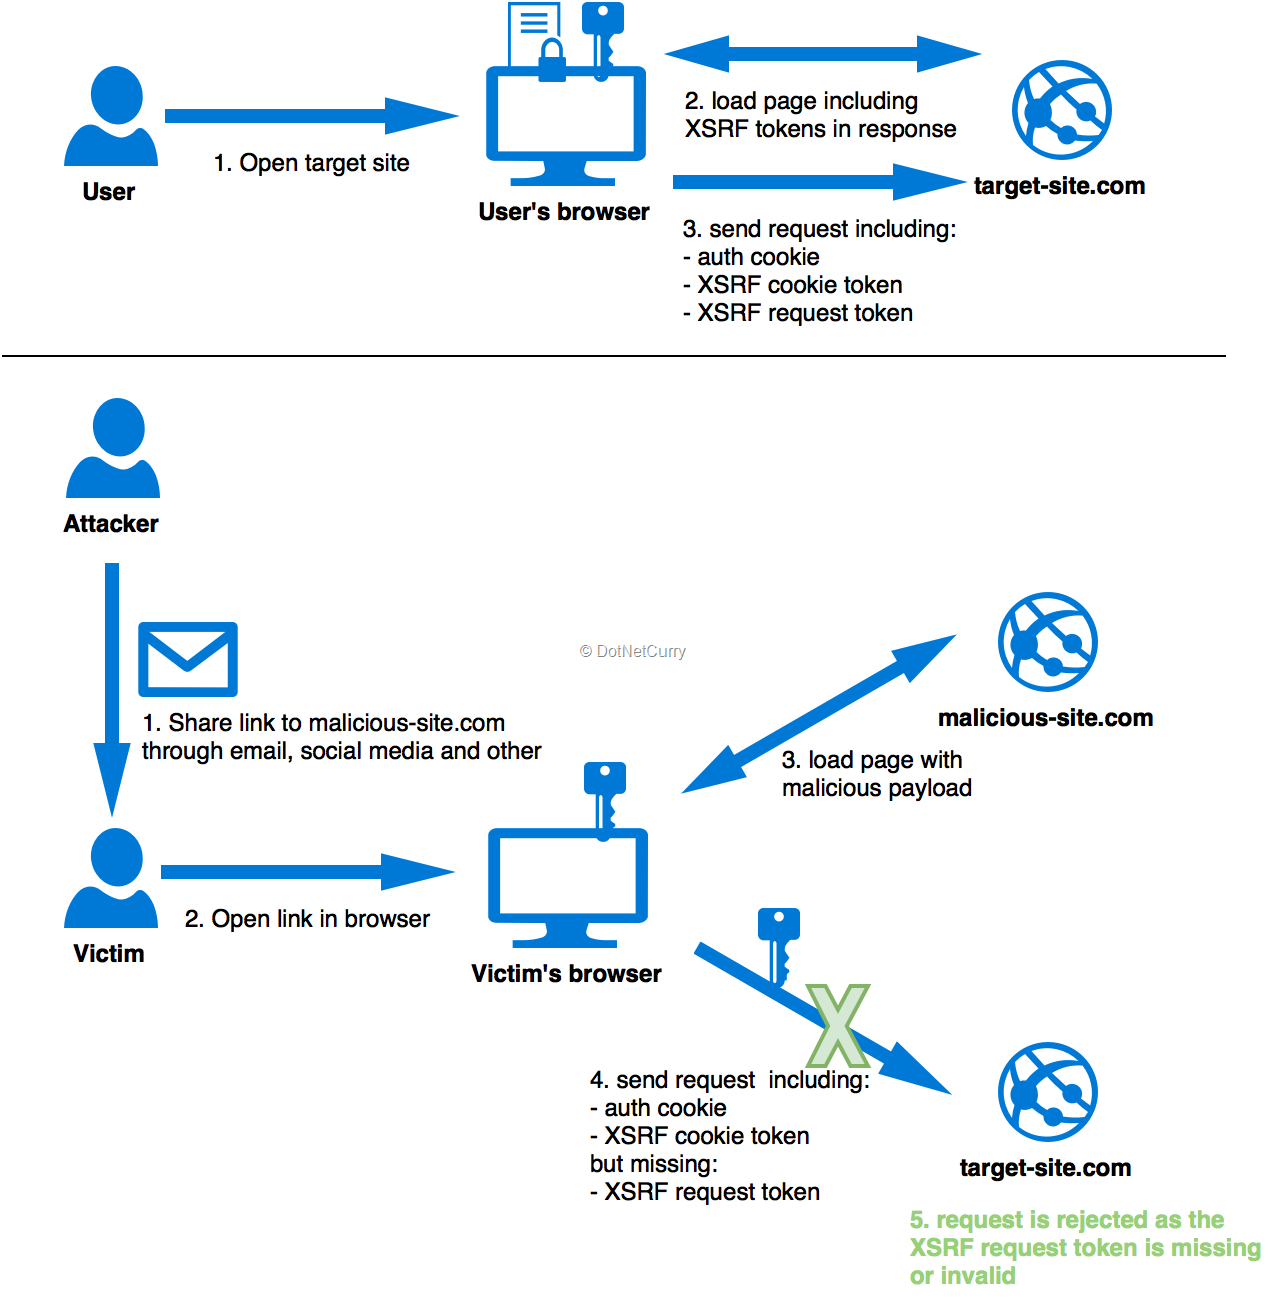 2. load page including
XSRF tokens in response
1. Open target site
User
target-site.com
User's browser
3. send request including:
- auth cookie
- XSRF cookie token
- XSRF request token
Attacker
© DotNetCurry
1. Share link to malicious-site.com
through email, social media and other
malicious-site.com
3. load page with
malicious payload
2. Open link in browser
Victim
Victim's browser
X
4. send request  including:
- auth cookie
- XSRF cookie token
but missing:
- XSRF request token
target-site.com
5. request is rejected as the
XSRF request token is missing
or invalid